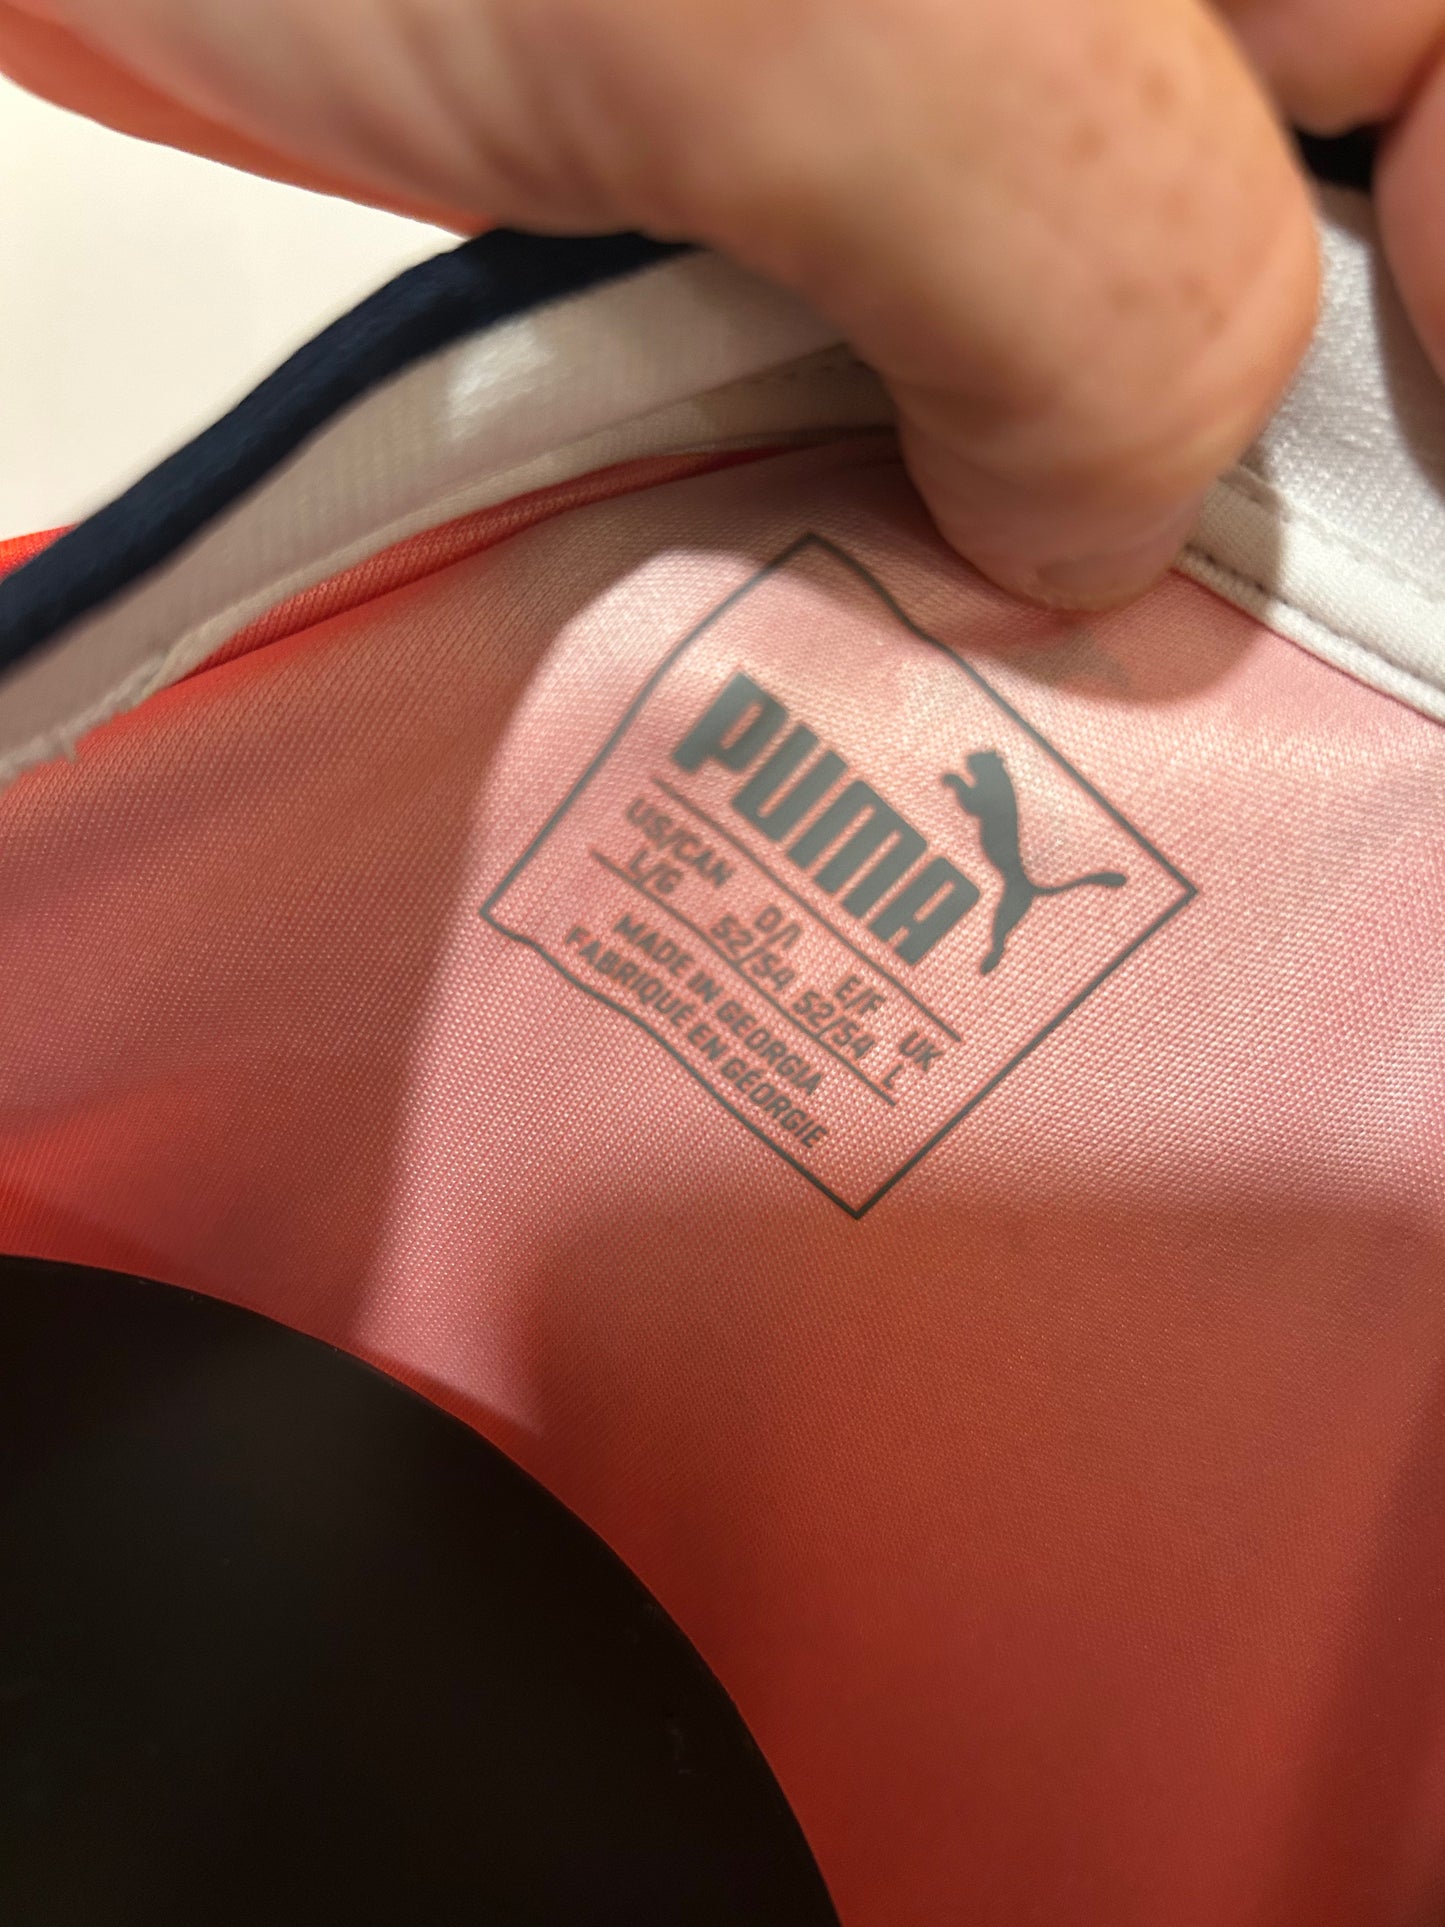 PUMA
US/CAN D/I E/F UK
L/G 52/54 52/54 L
MADE IN GEORGIA
FABRIQUÉ EN GÉORGIE